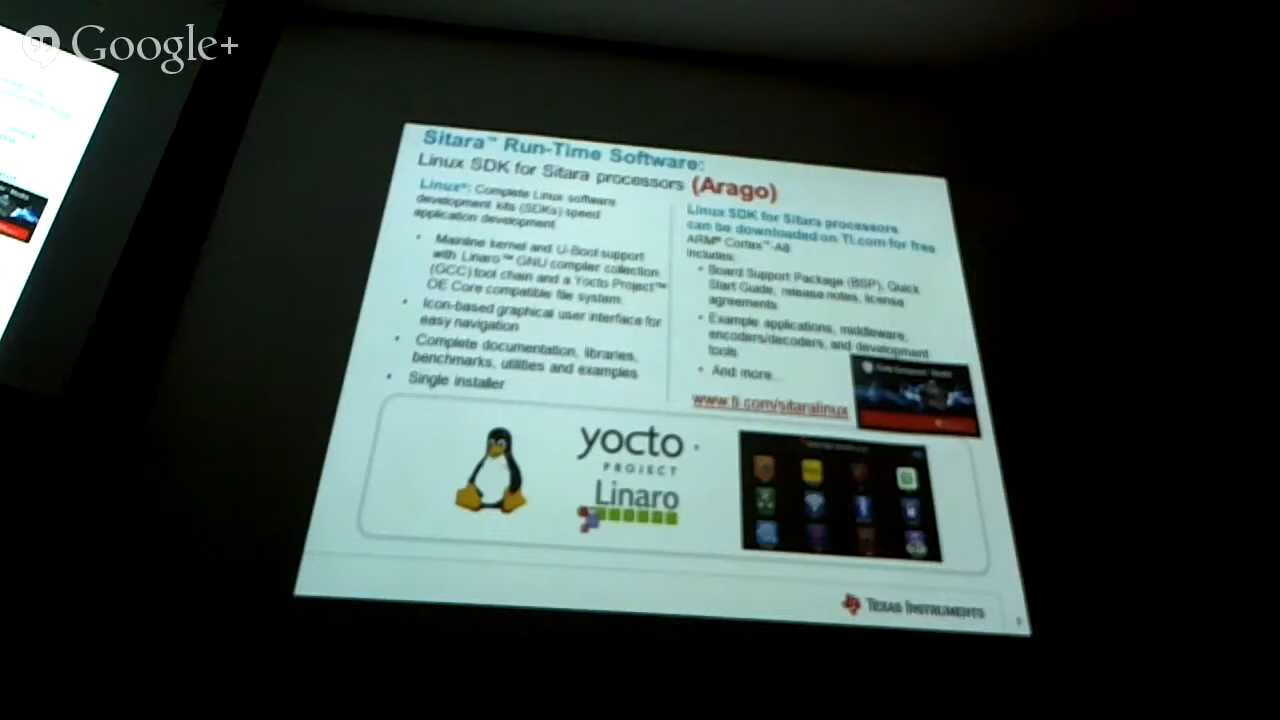 Google+
Sitara™ Run-Time Software:
Linux SDK for Sitara processors (Arago)
Linux®: Complete Linux software
development kits (SDKs) speed
application development
• Mainline kernel and U-Boot support
with Linaro™ GNU compiler collection
(GCC) tool chain and a Yocto Project™
OE Core compatible file system
• Icon-based graphical user interface for
easy navigation
• Complete documentation, libraries,
benchmarks, utilities and examples
• Single installer
Linux SDK for Sitara processors
can be downloaded on TI.com for free
ARM® Cortex™-A8
Includes:
• Board Support Package (BSP), Quick
Start Guide, release notes, license
agreements
• Example applications, middleware,
encoders/decoders, and development
tools
• And more...
www.ti.com/sitaralinux
yocto
PROJECT
Linaro
TEXAS INSTRUMENTS